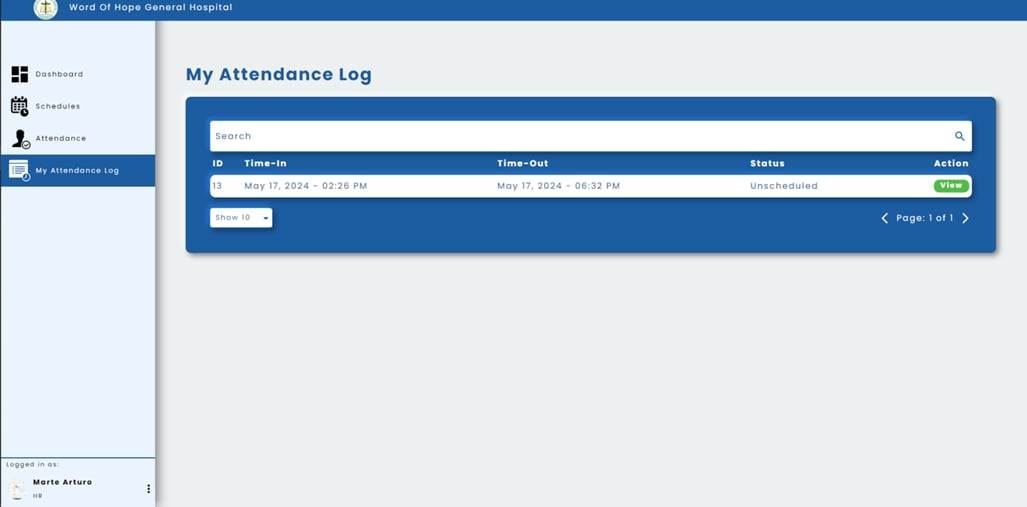 Word Of Hope General Hospital
Dashboard
Schedules
Attendance
My Attendance Log
My Attendance Log
Search
ID Time-In Time-Out Status Action
13 May 17, 2024 - 02:26 PM May 17, 2024 - 06:32 PM Unscheduled View
Show 10 Page: 1 of 1
Logged in as:
Marte Arturo
HR